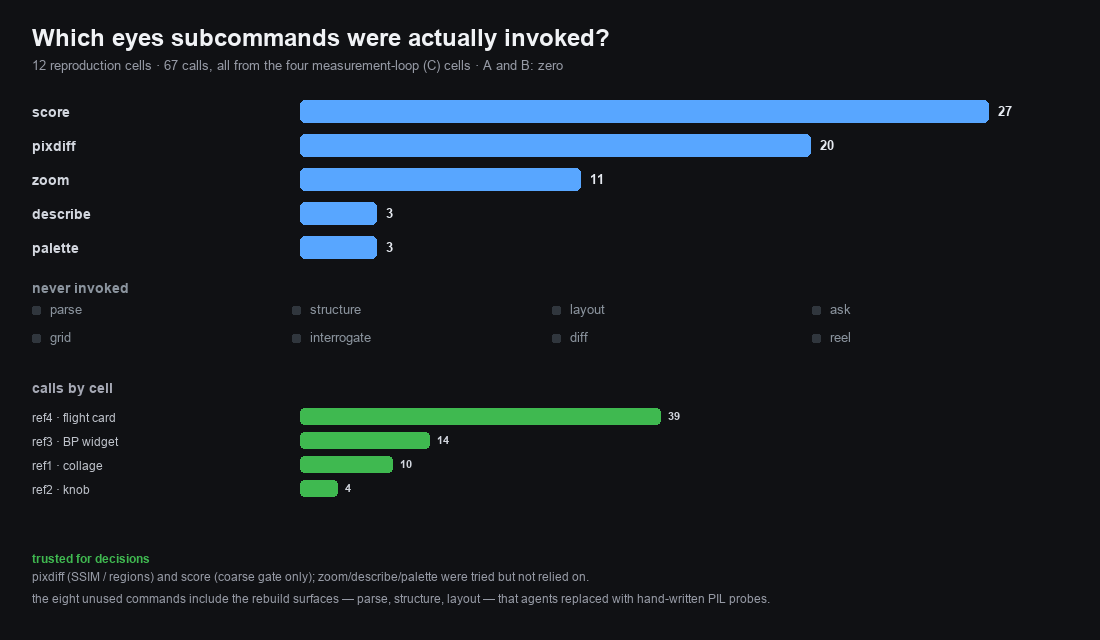 Which eyes subcommands were actually invoked?
12 reproduction cells · 67 calls, all from the four measurement-loop (C) cells · A and B: zero
score 27
pixdiff 20
zoom 11
describe 3
palette 3
never invoked
parse structure layout ask
grid interrogate diff reel
calls by cell
ref4 · flight card 39
ref3 · BP widget 14
ref1 · collage 10
ref2 · knob 4
trusted for decisions
pixdiff (SSIM / regions) and score (coarse gate only); zoom/describe/palette were tried but not relied on.
the eight unused commands include the rebuild surfaces — parse, structure, layout — that agents replaced with hand-written PIL probes.